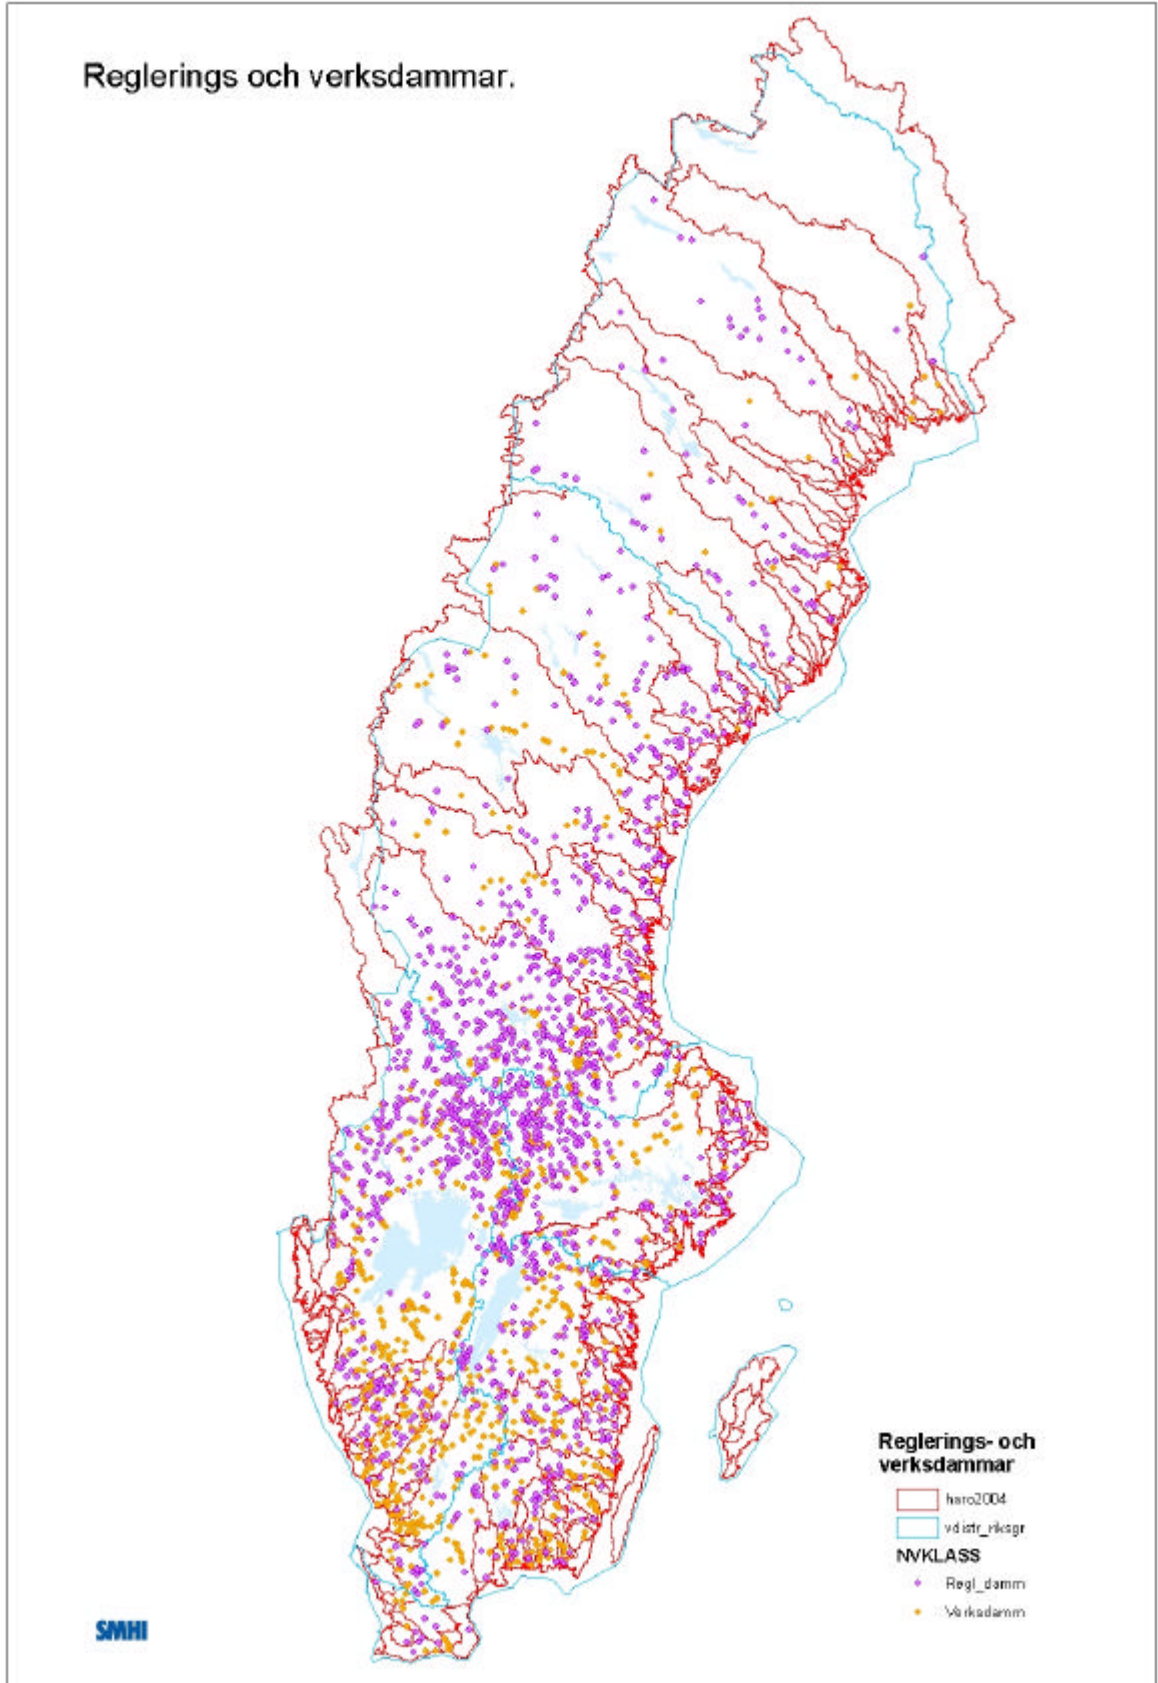 Reglerings och verksdammar.
Reglerings- och
verksdammar
haro2004
vdistr_riksgr
NVKLASS
Regl_damm
Verksdamm
SMHI